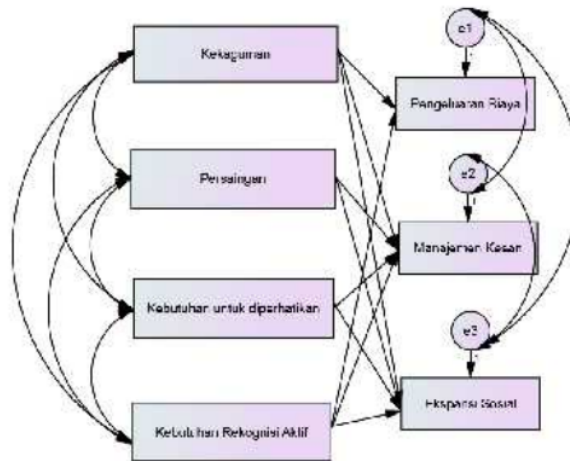 e1
Kekaguman
Pengeluaran Biaya
e2
Persaingan
Manajemen Kesan
Kebutuhan untuk diperhatikan
e3
Ekspansi Sosial
Kebutuhan Rekognisi Aktif